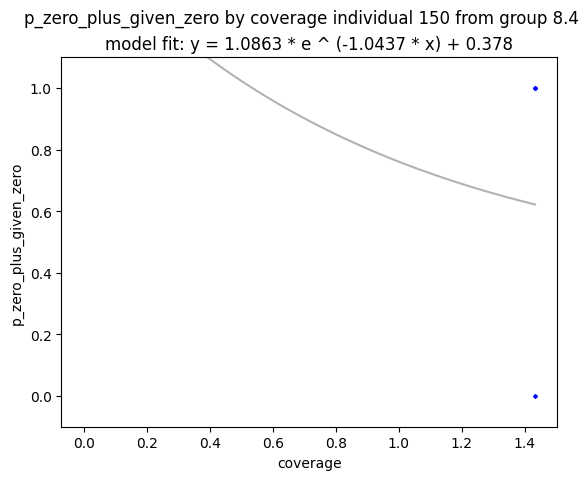 p_zero_plus_given_zero by coverage individual 150 from group 8.4
model fit: y = 1.0863 * e ^ (-1.0437 * x) + 0.378
1.0
0.8
0.6
0.4
0.2
0.0
p_zero_plus_given_zero
0.0 0.2 0.4 0.6 0.8 1.0 1.2 1.4
coverage